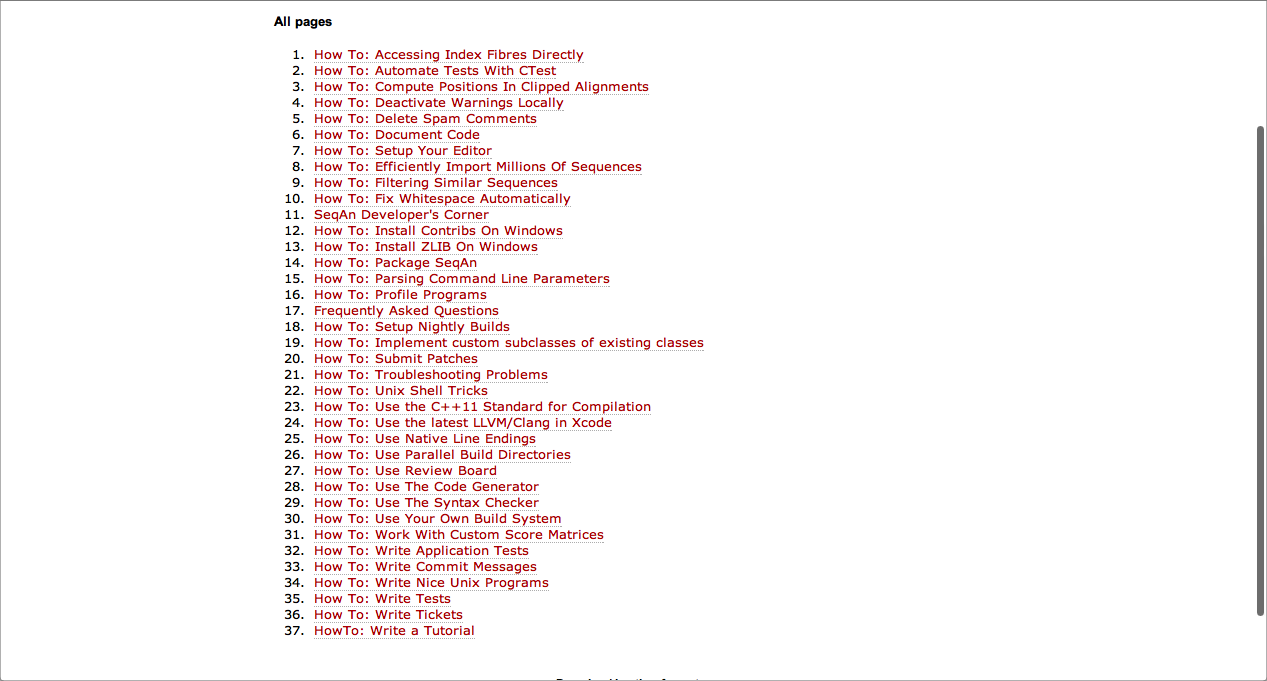 All pages
1. How To: Accessing Index Fibres Directly
2. How To: Automate Tests With CTest
3. How To: Compute Positions In Clipped Alignments
4. How To: Deactivate Warnings Locally
5. How To: Delete Spam Comments
6. How To: Document Code
7. How To: Setup Your Editor
8. How To: Efficiently Import Millions Of Sequences
9. How To: Filtering Similar Sequences
10. How To: Fix Whitespace Automatically
11. SeqAn Developer's Corner
12. How To: Install Contribs On Windows
13. How To: Install ZLIB On Windows
14. How To: Package SeqAn
15. How To: Parsing Command Line Parameters
16. How To: Profile Programs
17. Frequently Asked Questions
18. How To: Setup Nightly Builds
19. How To: Implement custom subclasses of existing classes
20. How To: Submit Patches
21. How To: Troubleshooting Problems
22. How To: Unix Shell Tricks
23. How To: Use the C++11 Standard for Compilation
24. How To: Use the latest LLVM/Clang in Xcode
25. How To: Use Native Line Endings
26. How To: Use Parallel Build Directories
27. How To: Use Review Board
28. How To: Use The Code Generator
29. How To: Use The Syntax Checker
30. How To: Use Your Own Build System
31. How To: Work With Custom Score Matrices
32. How To: Write Application Tests
33. How To: Write Commit Messages
34. How To: Write Nice Unix Programs
35. How To: Write Tests
36. How To: Write Tickets
37. HowTo: Write a Tutorial